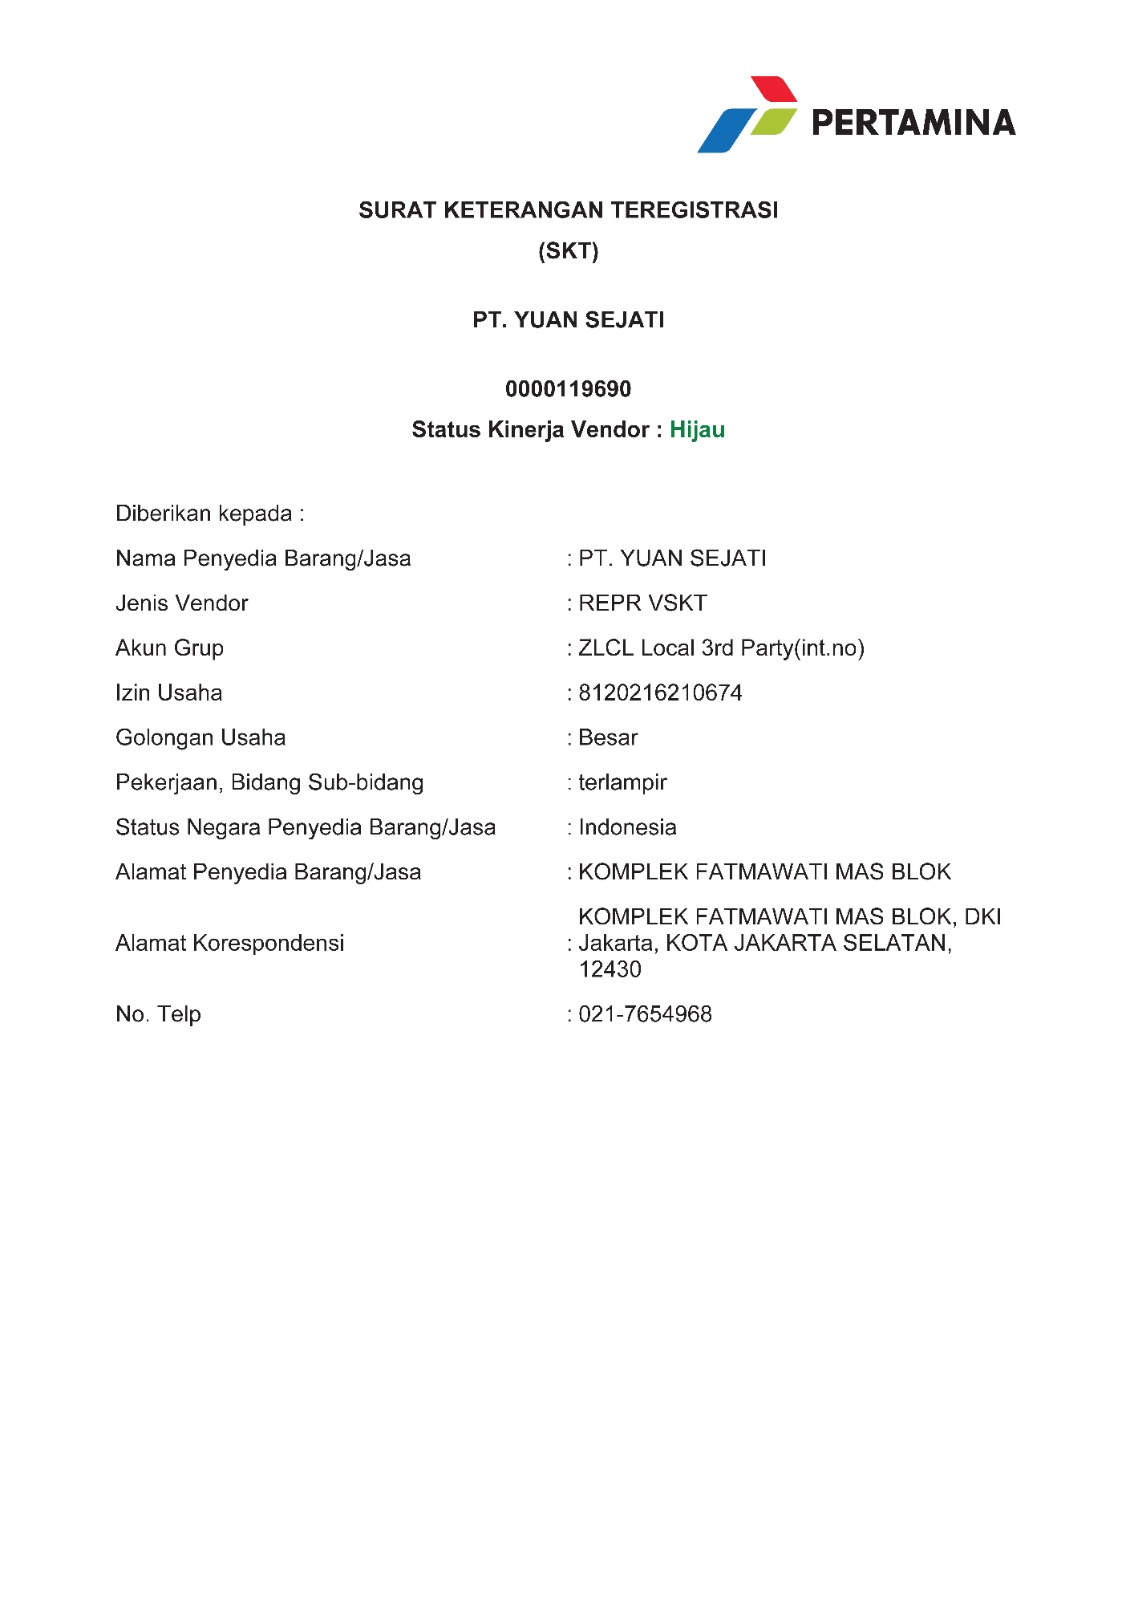 PERTAMINA
SURAT KETERANGAN TEREGISTRASI
(SKT)
PT. YUAN SEJATI
0000119690
Status Kinerja Vendor : Hijau
Diberikan kepada :
Nama Penyedia Barang/Jasa : PT. YUAN SEJATI
Jenis Vendor : REPR VSKT
Akun Grup : ZLCL Local 3rd Party(int.no)
Izin Usaha : 8120216210674
Golongan Usaha : Besar
Pekerjaan, Bidang Sub-bidang : terlampir
Status Negara Penyedia Barang/Jasa : Indonesia
Alamat Penyedia Barang/Jasa : KOMPLEK FATMAWATI MAS BLOK
KOMPLEK FATMAWATI MAS BLOK, DKI
Alamat Korespondensi : Jakarta, KOTA JAKARTA SELATAN,
12430
No. Telp : 021-7654968